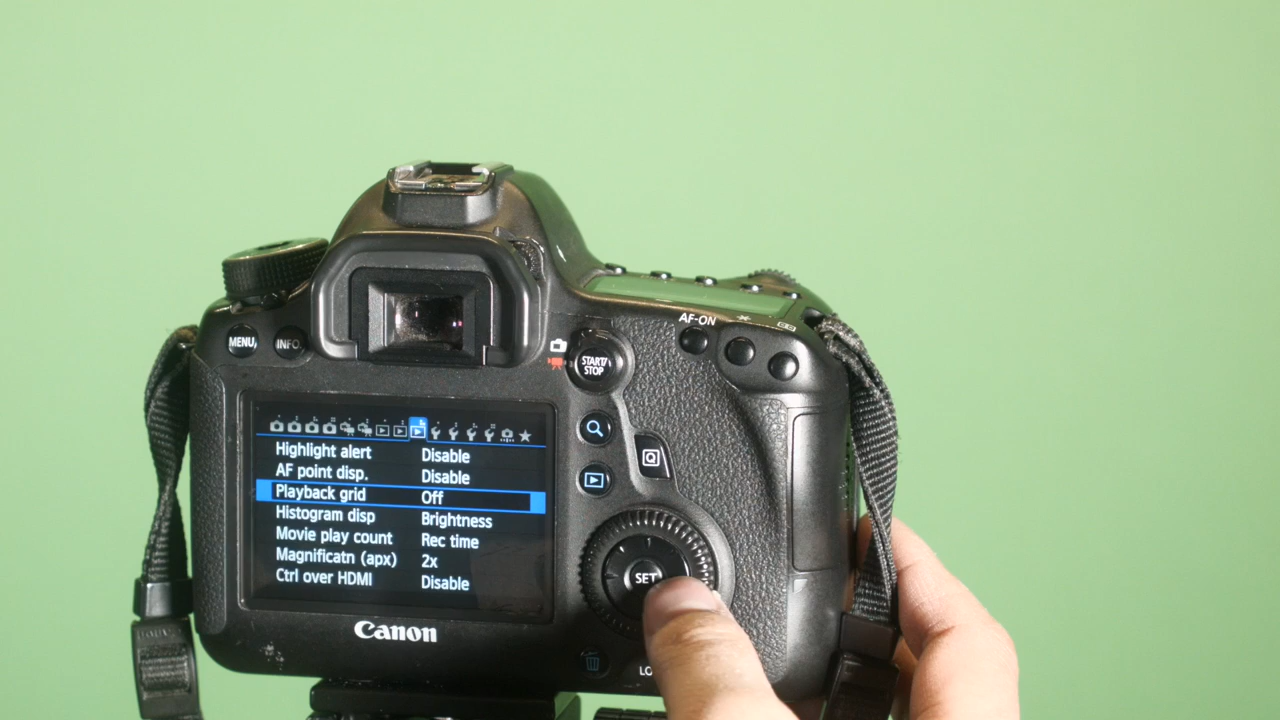 AF-ON
MENU
INFO.
START/
STOP
Q
Highlight alert Disable
AF point disp. Disable
Playback grid Off
Histogram disp Brightness
Movie play count Rec time
Magnificatn (apx) 2x
Ctrl over HDMI Disable
SET
Canon
LO